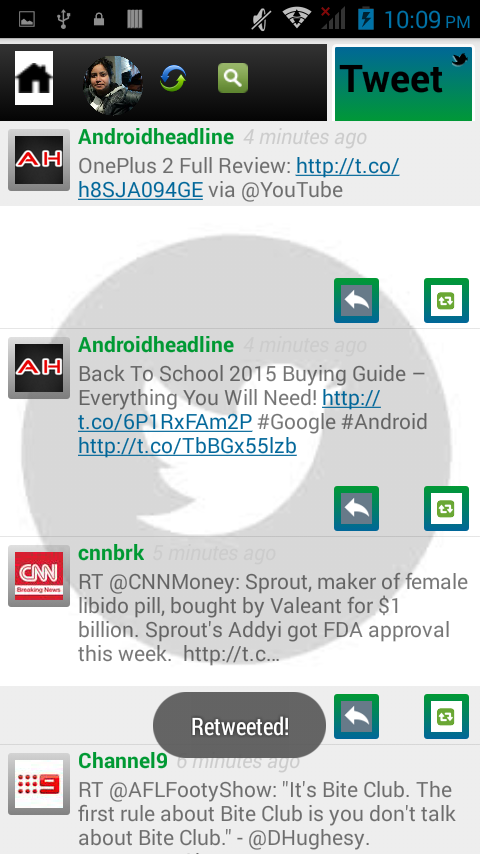 10:09 PM
Tweet
Androidheadline 4 minutes ago
AH
OnePlus 2 Full Review: http://t.co/
h8SJA094GE via @YouTube
Androidheadline 4 minutes ago
AH
Back To School 2015 Buying Guide –
Everything You Will Need! http://
t.co/6P1RxFAm2P #Google #Android
http://t.co/TbBGx55lzb
cnnbrk 5 minutes ago
CNN
Breaking News
RT @CNNMoney: Sprout, maker of female
libido pill, bought by Valeant for $1
billion. Sprout's Addyi got FDA approval
this week.  http://t.c…
Retweeted!
Channel9 6 minutes ago
9
RT @AFLFootyShow: "It's Bite Club. The
first rule about Bite Club is you don't talk
about Bite Club." - @DHughesy.